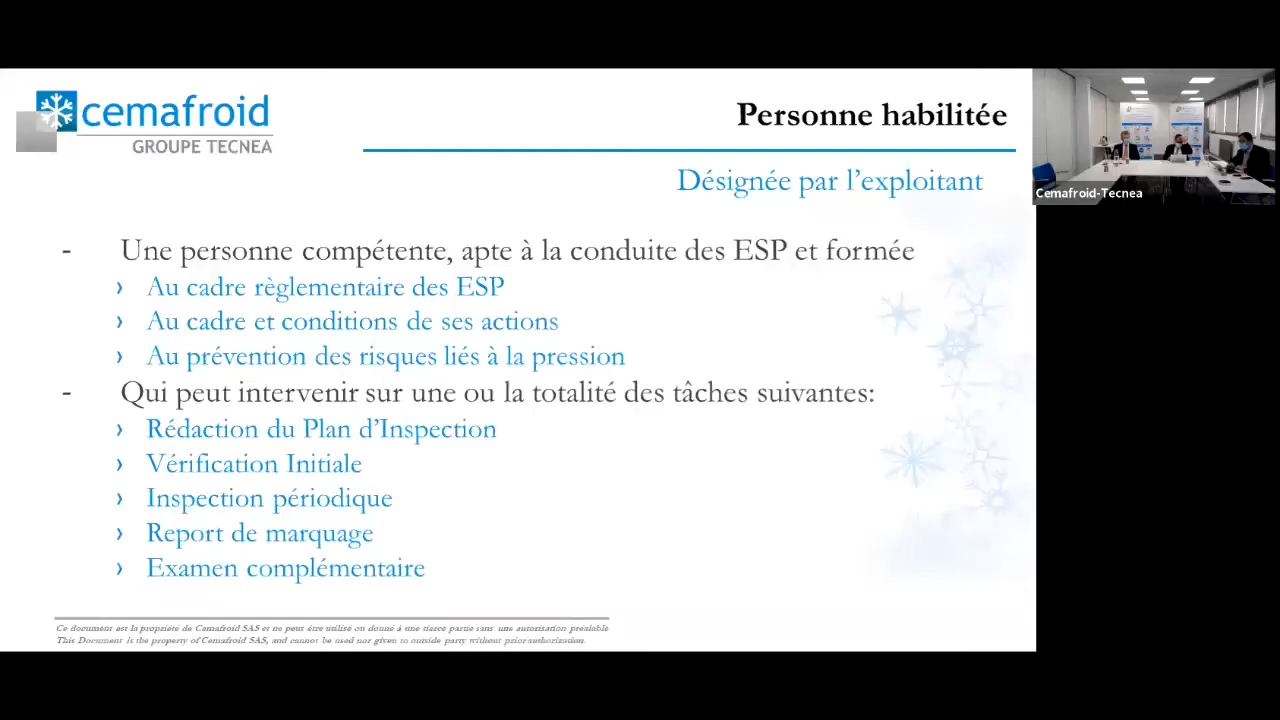 cemafroid
GROUPE TECNEA
Personne habilitée
Désignée par l’exploitant
Cemafroid-Tecnea
- Une personne compétente, apte à la conduite des ESP et formée
› Au cadre règlementaire des ESP
› Au cadre et conditions de ses actions
› Au prévention des risques liés à la pression
- Qui peut intervenir sur une ou la totalité des tâches suivantes:
› Rédaction du Plan d’Inspection
› Vérification Initiale
› Inspection périodique
› Report de marquage
› Examen complémentaire
Ce document est la propriété de Cemafroid SAS et ne peut être utilisé ou donné à une tierce partie sans une autorisation préalable
This Document is the property of Cemafroid SAS, and cannot be used nor given to outside party without prior authorization.